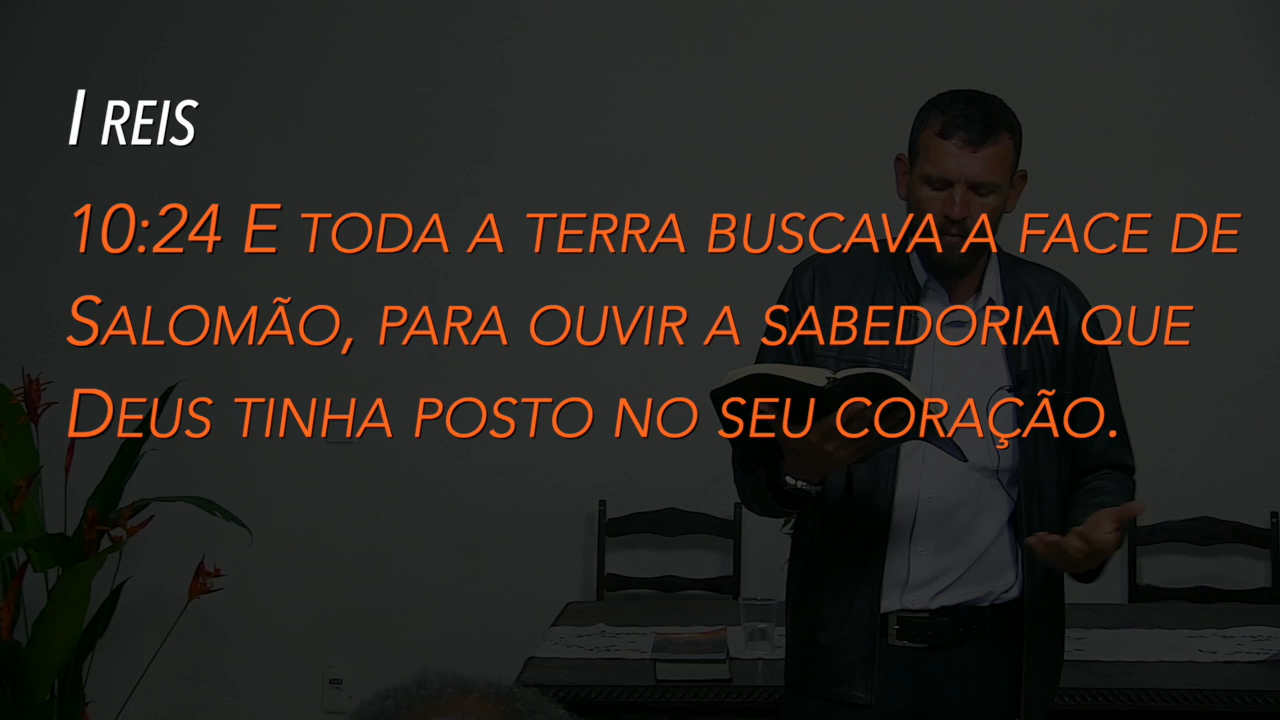 I REIS
10:24 E TODA A TERRA BUSCAVA A FACE DE
SALOMÃO, PARA OUVIR A SABEDORIA QUE
DEUS TINHA POSTO NO SEU CORAÇÃO.